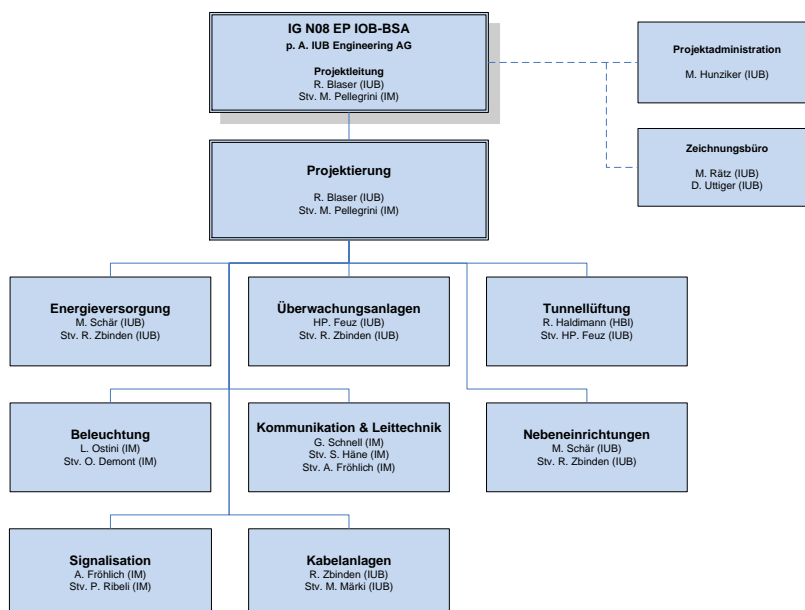 IG N08 EP IOB-BSA
p. A. IUB Engineering AG
Projektleitung
R. Blaser (IUB)
Stv. M. Pellegrini (IM)
Projektadministration
M. Hunziker (IUB)
Zeichnungsbüro
M. Rätz (IUB)
D. Uttiger (IUB)
Projektierung
R. Blaser (IUB)
Stv. M. Pellegrini (IM)
Energieversorgung
M. Schär (IUB)
Stv. R. Zbinden (IUB)
Überwachungsanlagen
HP. Feuz (IUB)
Stv. R. Zbinden (IUB)
Tunnellüftung
R. Haldimann (HBI)
Stv. HP. Feuz (IUB)
Beleuchtung
L. Ostini (IM)
Stv. O. Demont (IM)
Kommunikation & Leittechnik
G. Schnell (IM)
Stv. S. Häne (IM)
Stv. A. Fröhlich (IM)
Nebeneinrichtungen
M. Schär (IUB)
Stv. R. Zbinden (IUB)
Signalisation
A. Fröhlich (IM)
Stv. P. Ribeli (IM)
Kabelanlagen
R. Zbinden (IUB)
Stv. M. Märki (IUB)